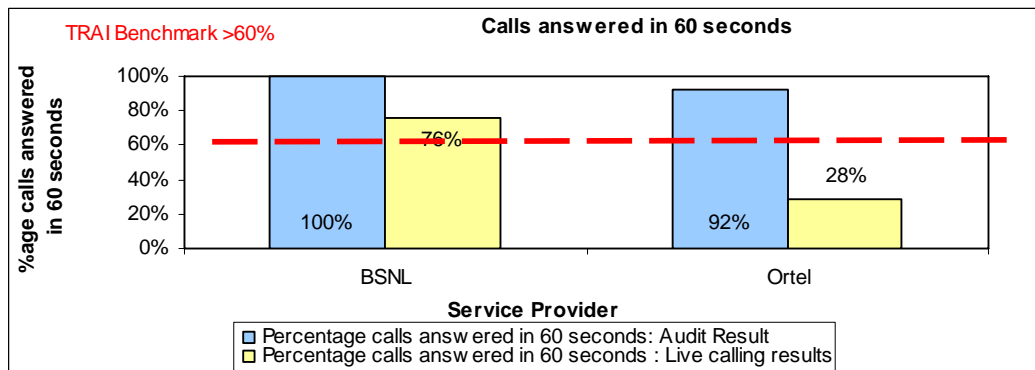 TRAI Benchmark >60%
Calls answered in 60 seconds
%age calls answered
in 60 seconds
100%
80%
60%
40%
20%
0%
100%
76%
92%
28%
BSNL
Ortel
Service Provider
Percentage calls answered in 60 seconds: Audit Result
Percentage calls answered in 60 seconds : Live calling results